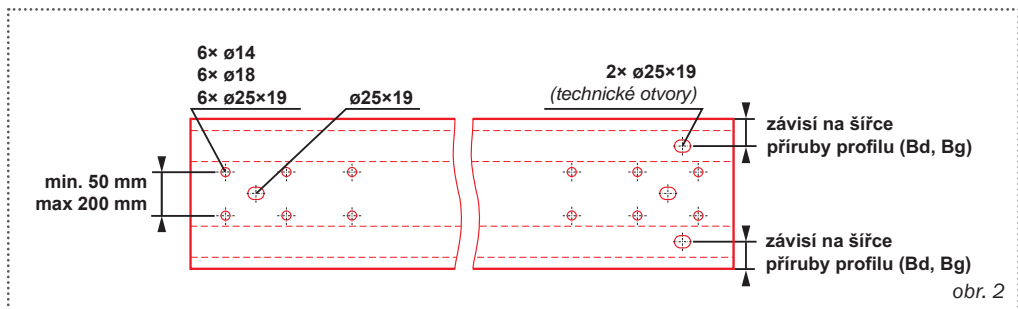 6× ø14
6× ø18
6× ø25×19
ø25×19
2× ø25×19
(technické otvory)
závisí na šířce
příruby profilu (Bd, Bg)
min. 50 mm
max 200 mm
závisí na šířce
příruby profilu (Bd, Bg)
obr. 2